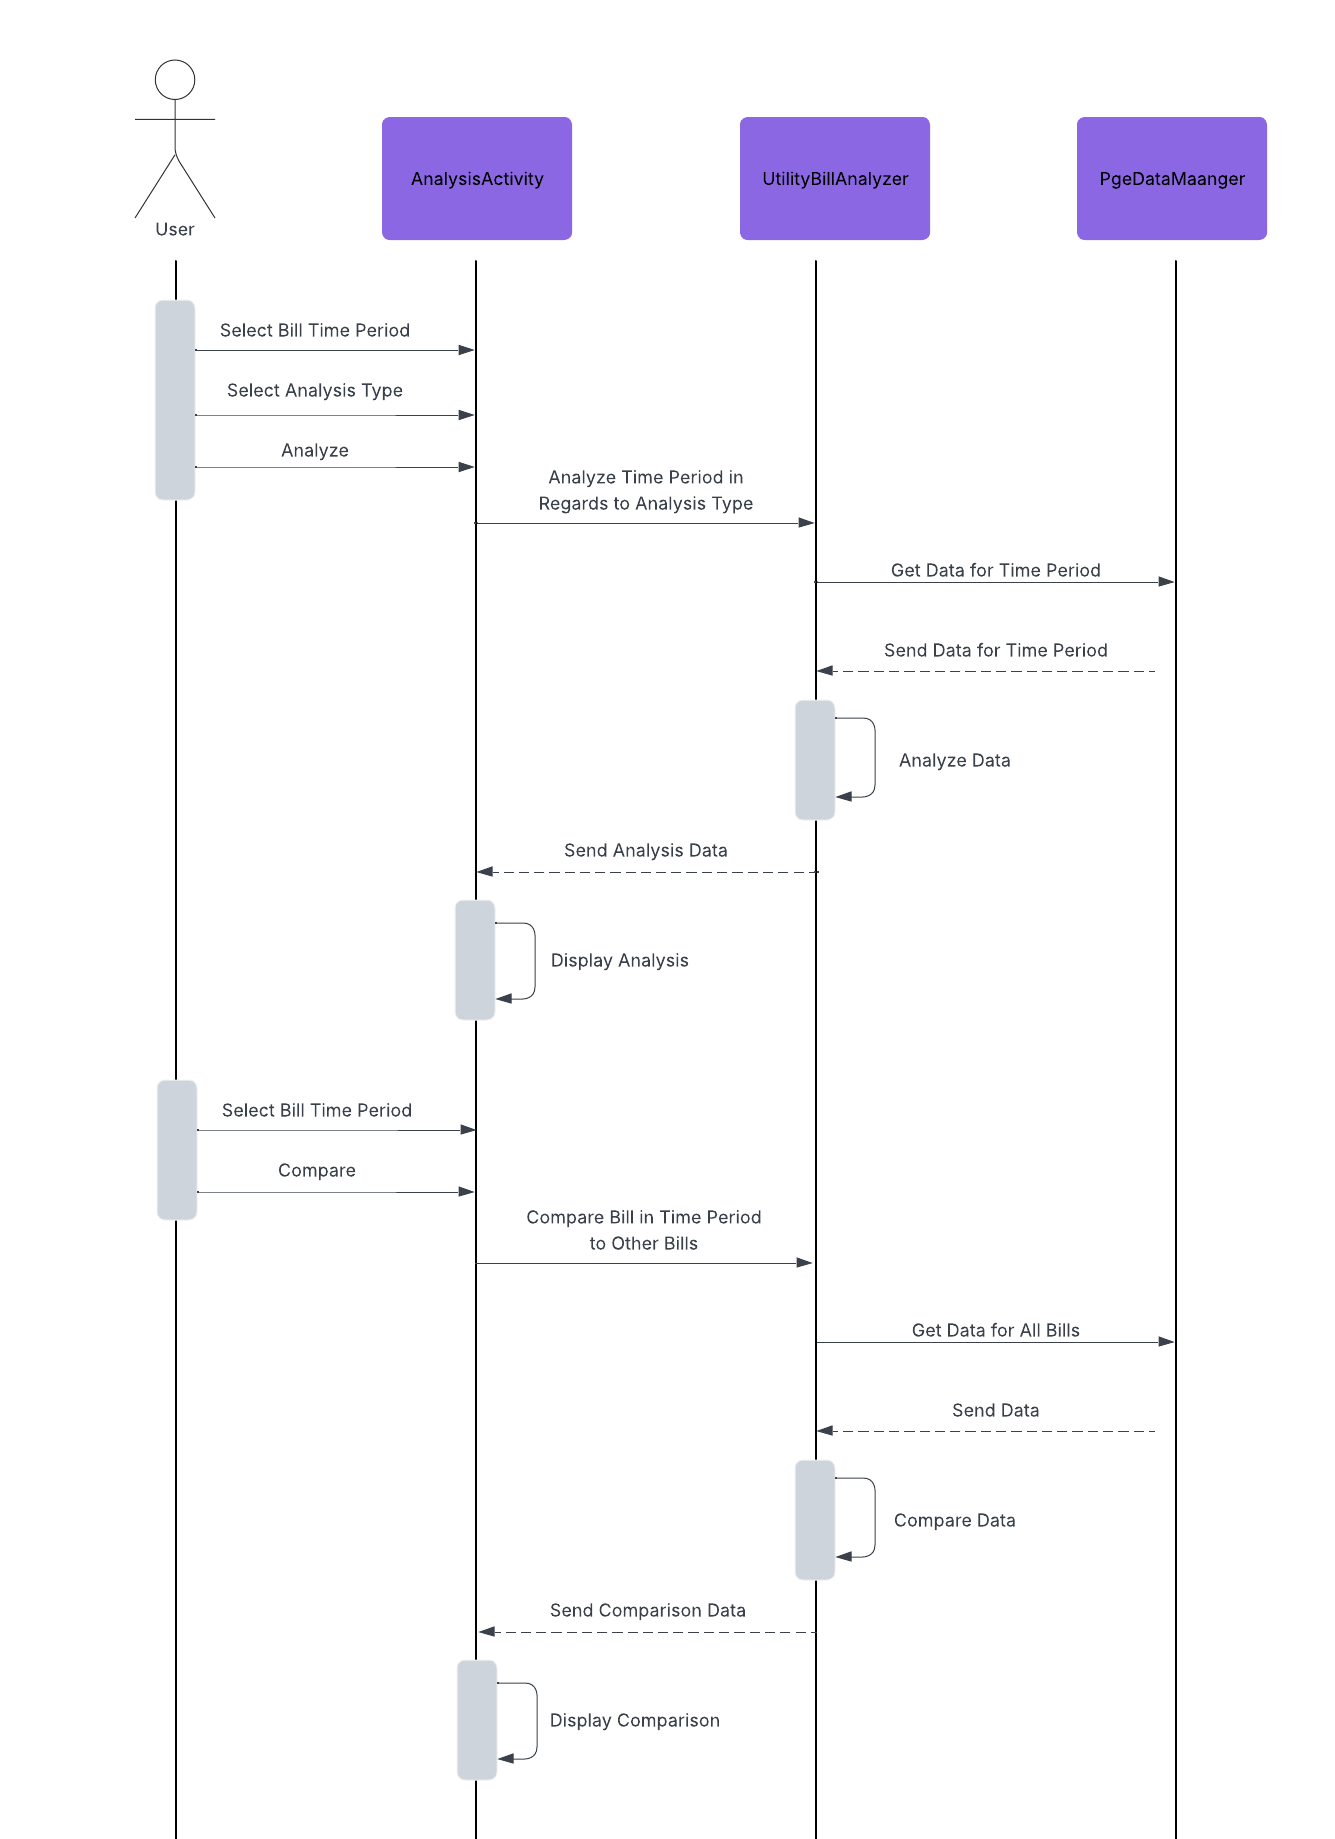 User
AnalysisActivity
UtilityBillAnalyzer
PgeDataMaanger
Select Bill Time Period
Select Analysis Type
Analyze
Analyze Time Period in
Regards to Analysis Type
Get Data for Time Period
Send Data for Time Period
Analyze Data
Send Analysis Data
Display Analysis
Select Bill Time Period
Compare
Compare Bill in Time Period
to Other Bills
Get Data for All Bills
Send Data
Compare Data
Send Comparison Data
Display Comparison